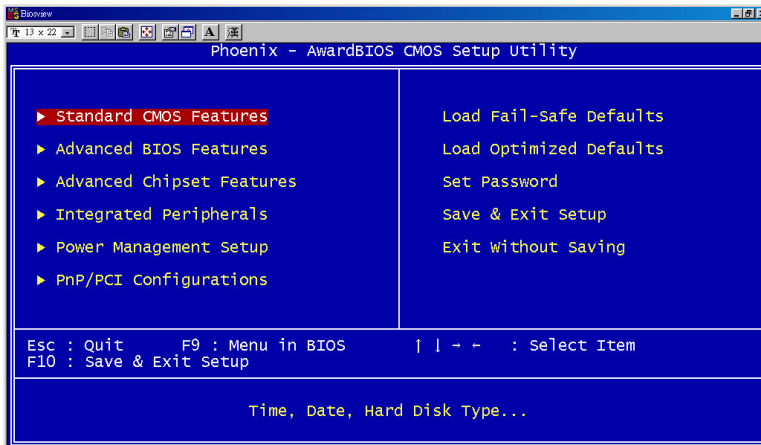 Biosview
13 x 22
A 漢
Phoenix - AwardBIOS CMOS Setup Utility
Standard CMOS Features
Advanced BIOS Features
Advanced Chipset Features
Integrated Peripherals
Power Management Setup
PnP/PCI Configurations
Load Fail-Safe Defaults
Load Optimized Defaults
Set Password
Save & Exit Setup
Exit Without Saving
Esc : Quit F9 : Menu in BIOS ↑ ↓ → ← : Select Item
F10 : Save & Exit Setup
Time, Date, Hard Disk Type...